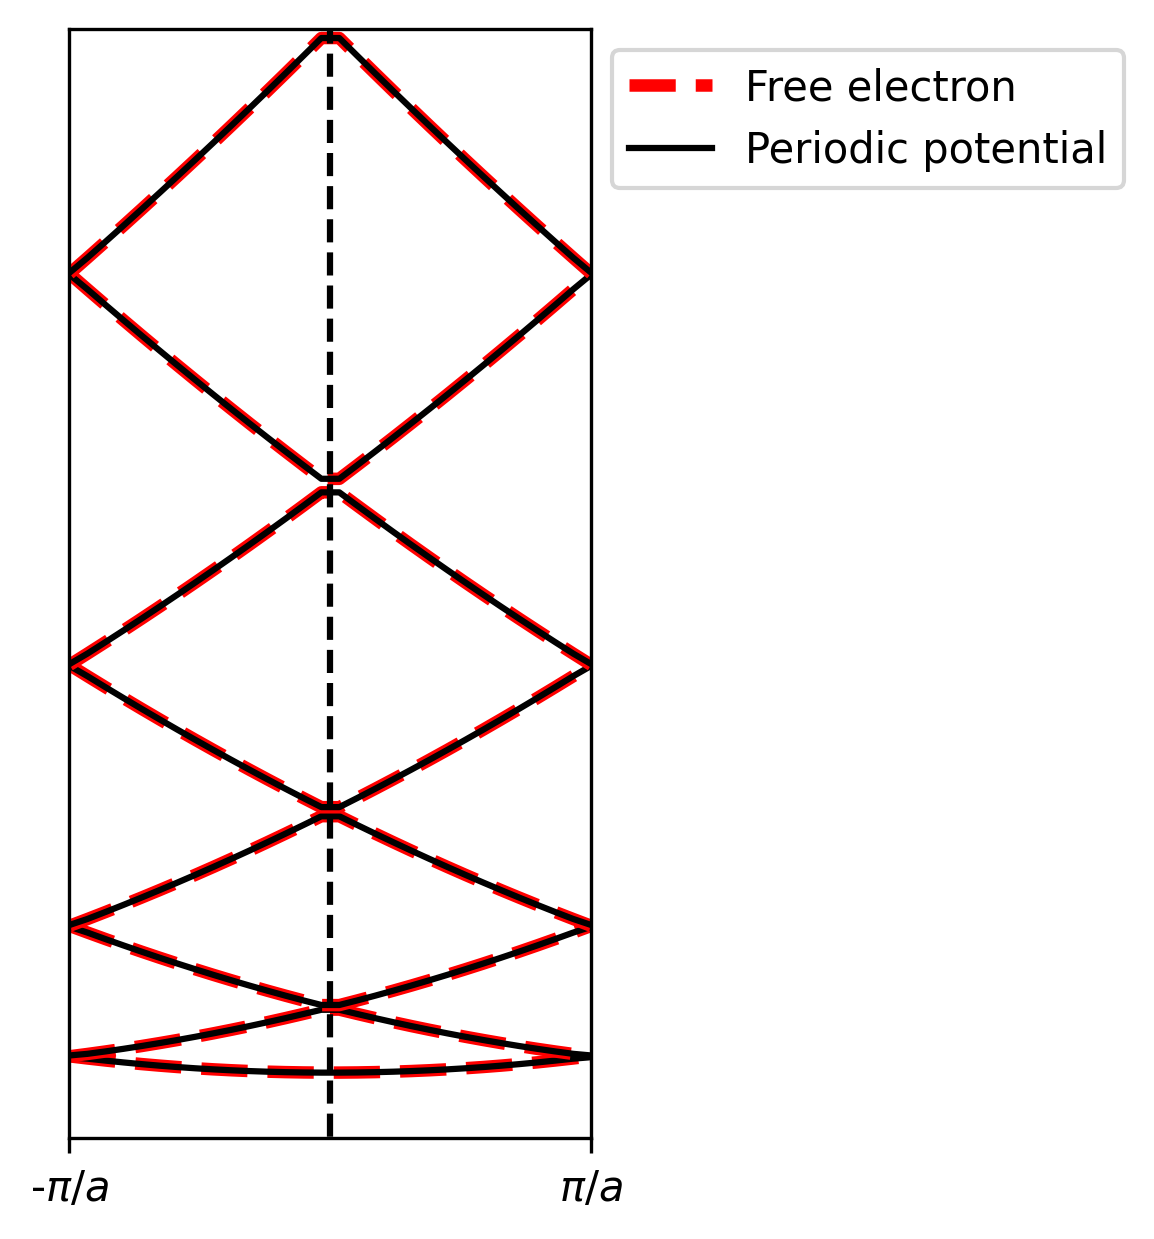 Free electron
Periodic potential
-π/a
π/a